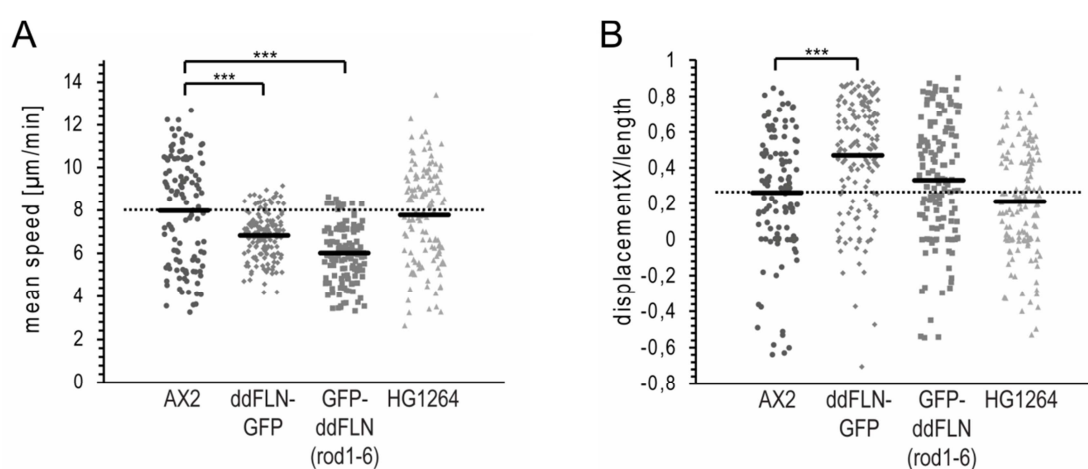 A
mean speed [µm/min]
14
12
10
8
6
4
2
0
***
***
AX2
ddFLN-
GFP
GFP-
ddFLN
(rod1-6)
HG1264
B
displacementX/length
1
0,8
0,6
0,4
0,2
0
-0,2
-0,4
-0,6
-0,8
***
AX2
ddFLN-
GFP
GFP-
ddFLN
(rod1-6)
HG1264